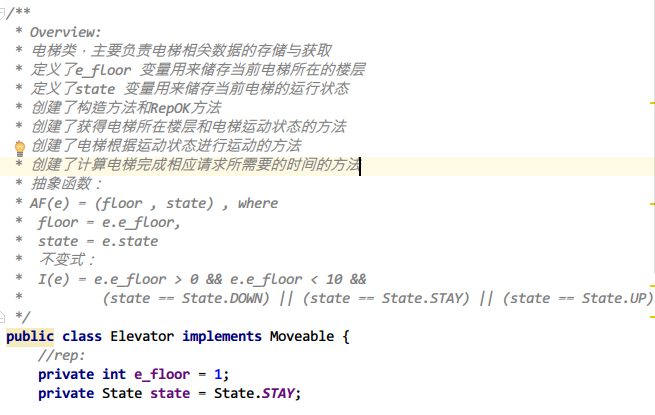 /**
* Overview:
* 电梯类，主要负责电梯相关数据的存储与获取
* 定义了e_floor 变量用来储存当前电梯所在的楼层
* 定义了state 变量用来储存当前电梯的运行状态
* 创建了构造方法和RepOK方法
* 创建了获得电梯所在楼层和电梯运动状态的方法
* 创建了电梯根据运动状态进行运动的方法
* 创建了计算电梯完成相应请求所需要的时间的方法
* 抽象函数：
* AF(e) = (floor , state) , where
* floor = e.e_floor,
* state = e.state
* 不变式：
* I(e) = e.e_floor > 0 && e.e_floor < 10 &&
* (state == State.DOWN) || (state == State.STAY) || (state == State.UP)
*/
public class Elevator implements Moveable {
//rep:
private int e_floor = 1;
private State state = State.STAY;